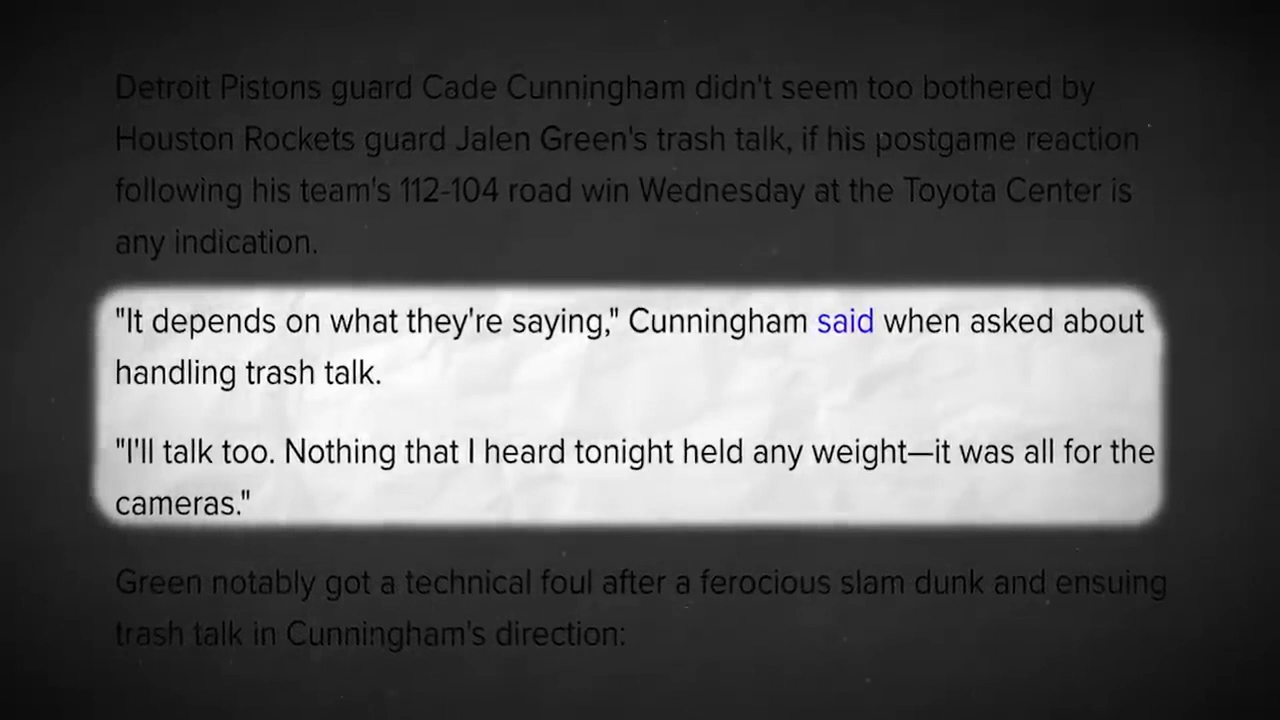 Detroit Pistons guard Cade Cunningham didn't seem too bothered by
Houston Rockets guard Jalen Green's trash talk, if his postgame reaction
following his team's 112-104 road win Wednesday at the Toyota Center is
any indication.
"It depends on what they're saying," Cunningham said when asked about
handling trash talk.
"I'll talk too. Nothing that I heard tonight held any weight—it was all for the
cameras."
Green notably got a technical foul after a ferocious slam dunk and ensuing
trash talk in Cunningham's direction: